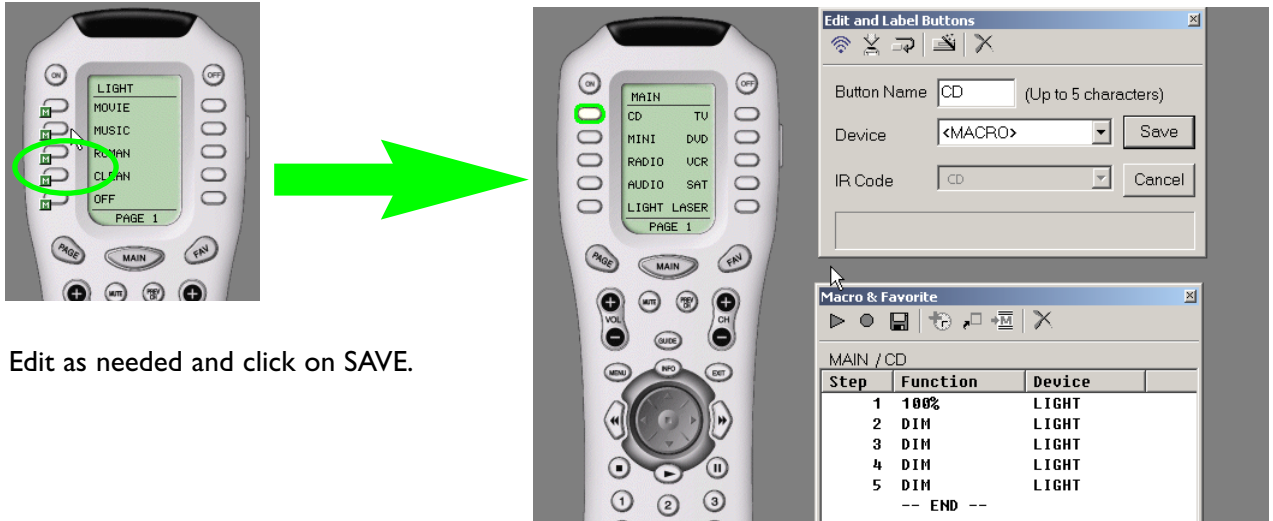 ON
OFF
LIGHT
MOVIE
MUSIC
ROMAN
CLEAN
OFF
PAGE 1
M
M
M
M
M
PAGE
MAIN
FAV
MUTE
PREV CH
Edit as needed and click on SAVE.
ON
OFF
MAIN
CD TV
MINI DVD
RADIO VCR
AUDIO SAT
LIGHT LASER
PAGE 1
PAGE
MAIN
FAV
MUTE
PREV CH
VOL
CH
GUIDE
MENU
INFO
EXIT
1
2
3
Edit and Label Buttons
Button Name CD (Up to 5 characters)
Device <MACRO> Save
IR Code CD Cancel
Macro & Favorite
MAIN / CD
Step Function Device
1 100% LIGHT
2 DIM LIGHT
3 DIM LIGHT
4 DIM LIGHT
5 DIM LIGHT
-- END --